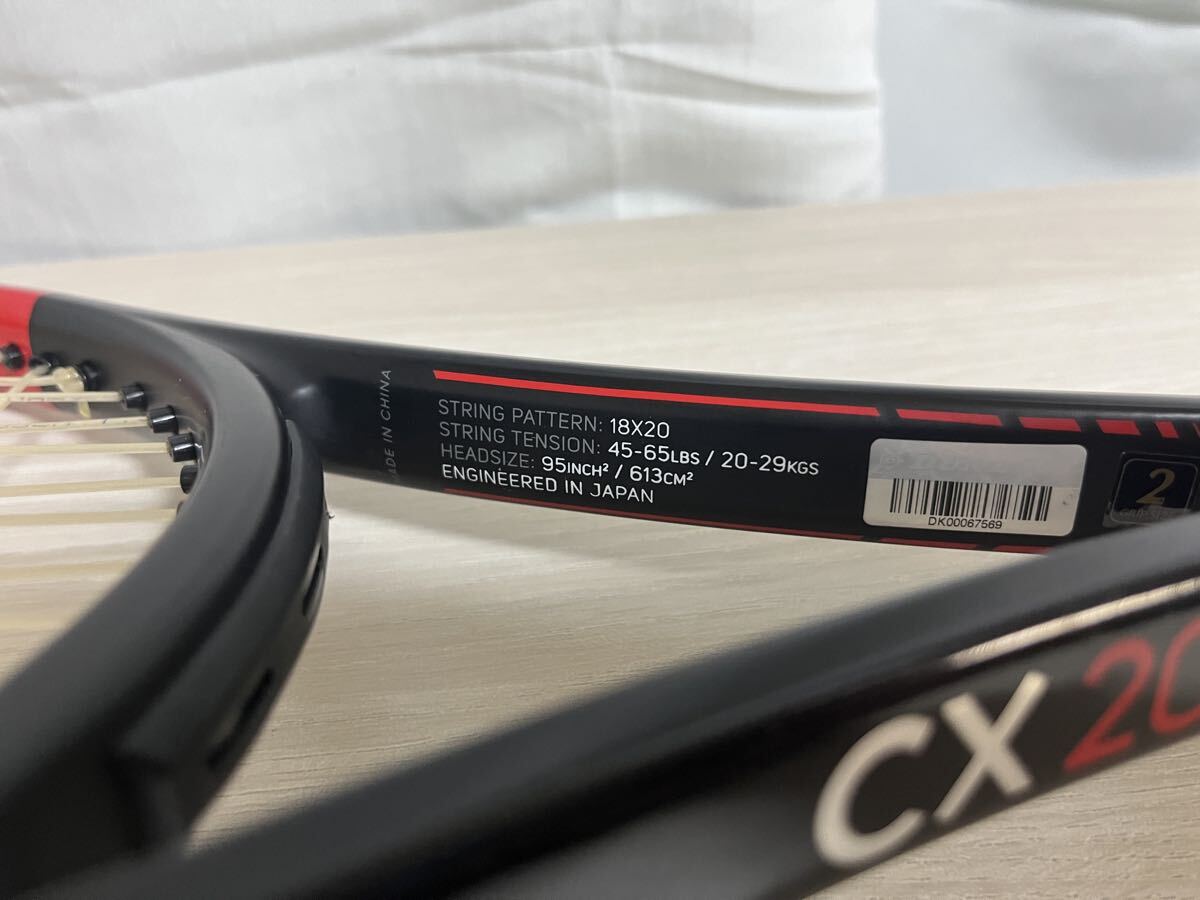 MADE IN CHINA
STRING PATTERN: 18X20
STRING TENSION: 45-65LBS / 20-29KGS
HEADSIZE: 95INCH² / 613CM²
ENGINEERED IN JAPAN
DK00067569
2
CX 20